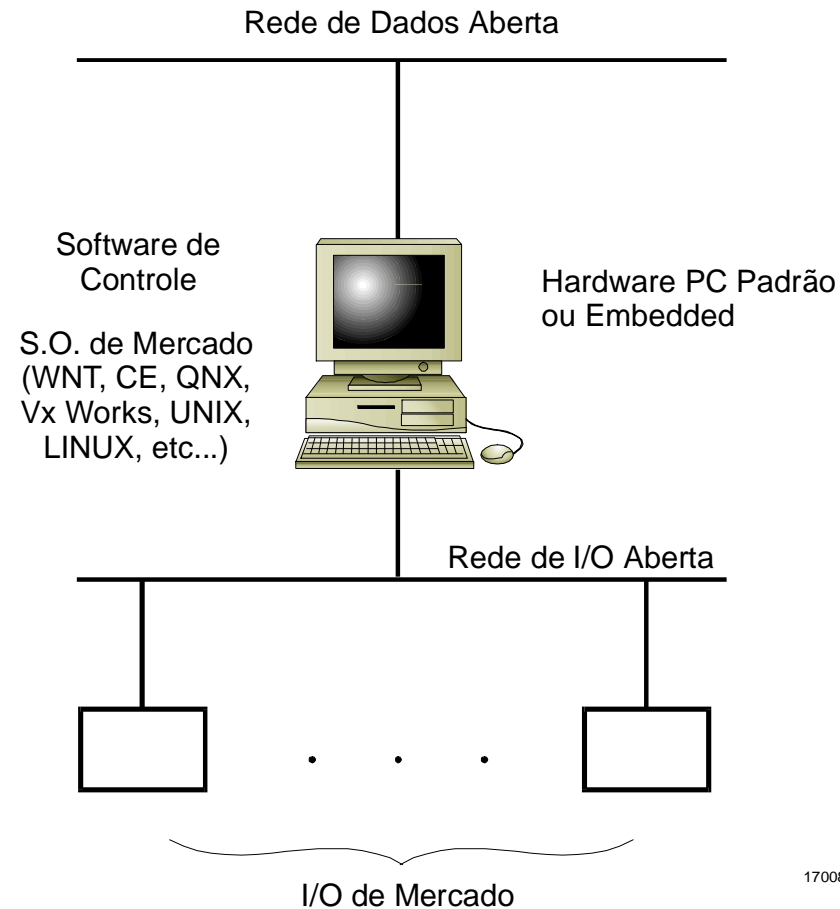 Rede de Dados Aberta
Software de
Controle
S.O. de Mercado
(WNT, CE, QNX,
Vx Works, UNIX,
LINUX, etc...)
Hardware PC Padrão
ou Embedded
Rede de I/O Aberta
I/O de Mercado
17008